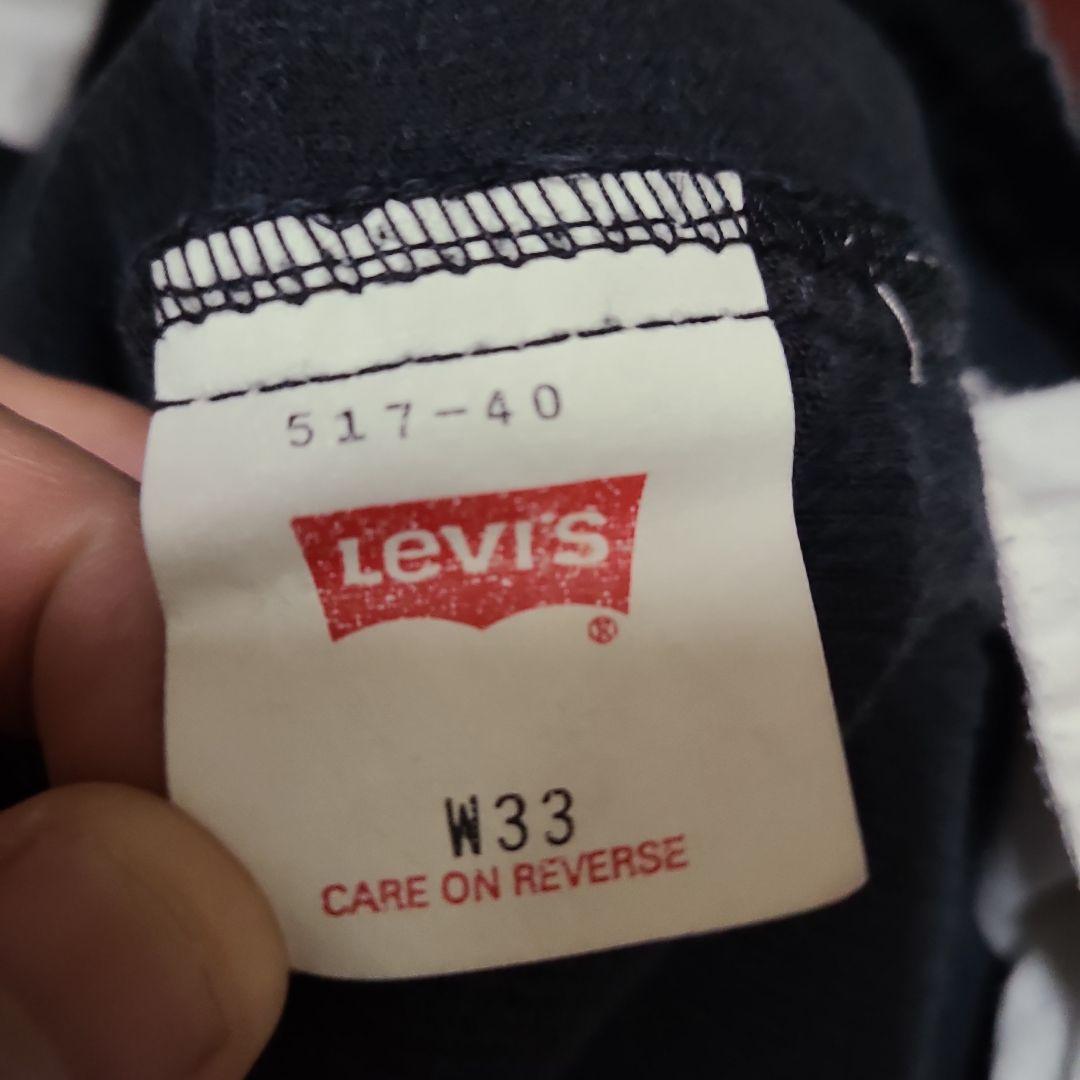 517-40
LEVI'S
®
W33
CARE ON REVERSE